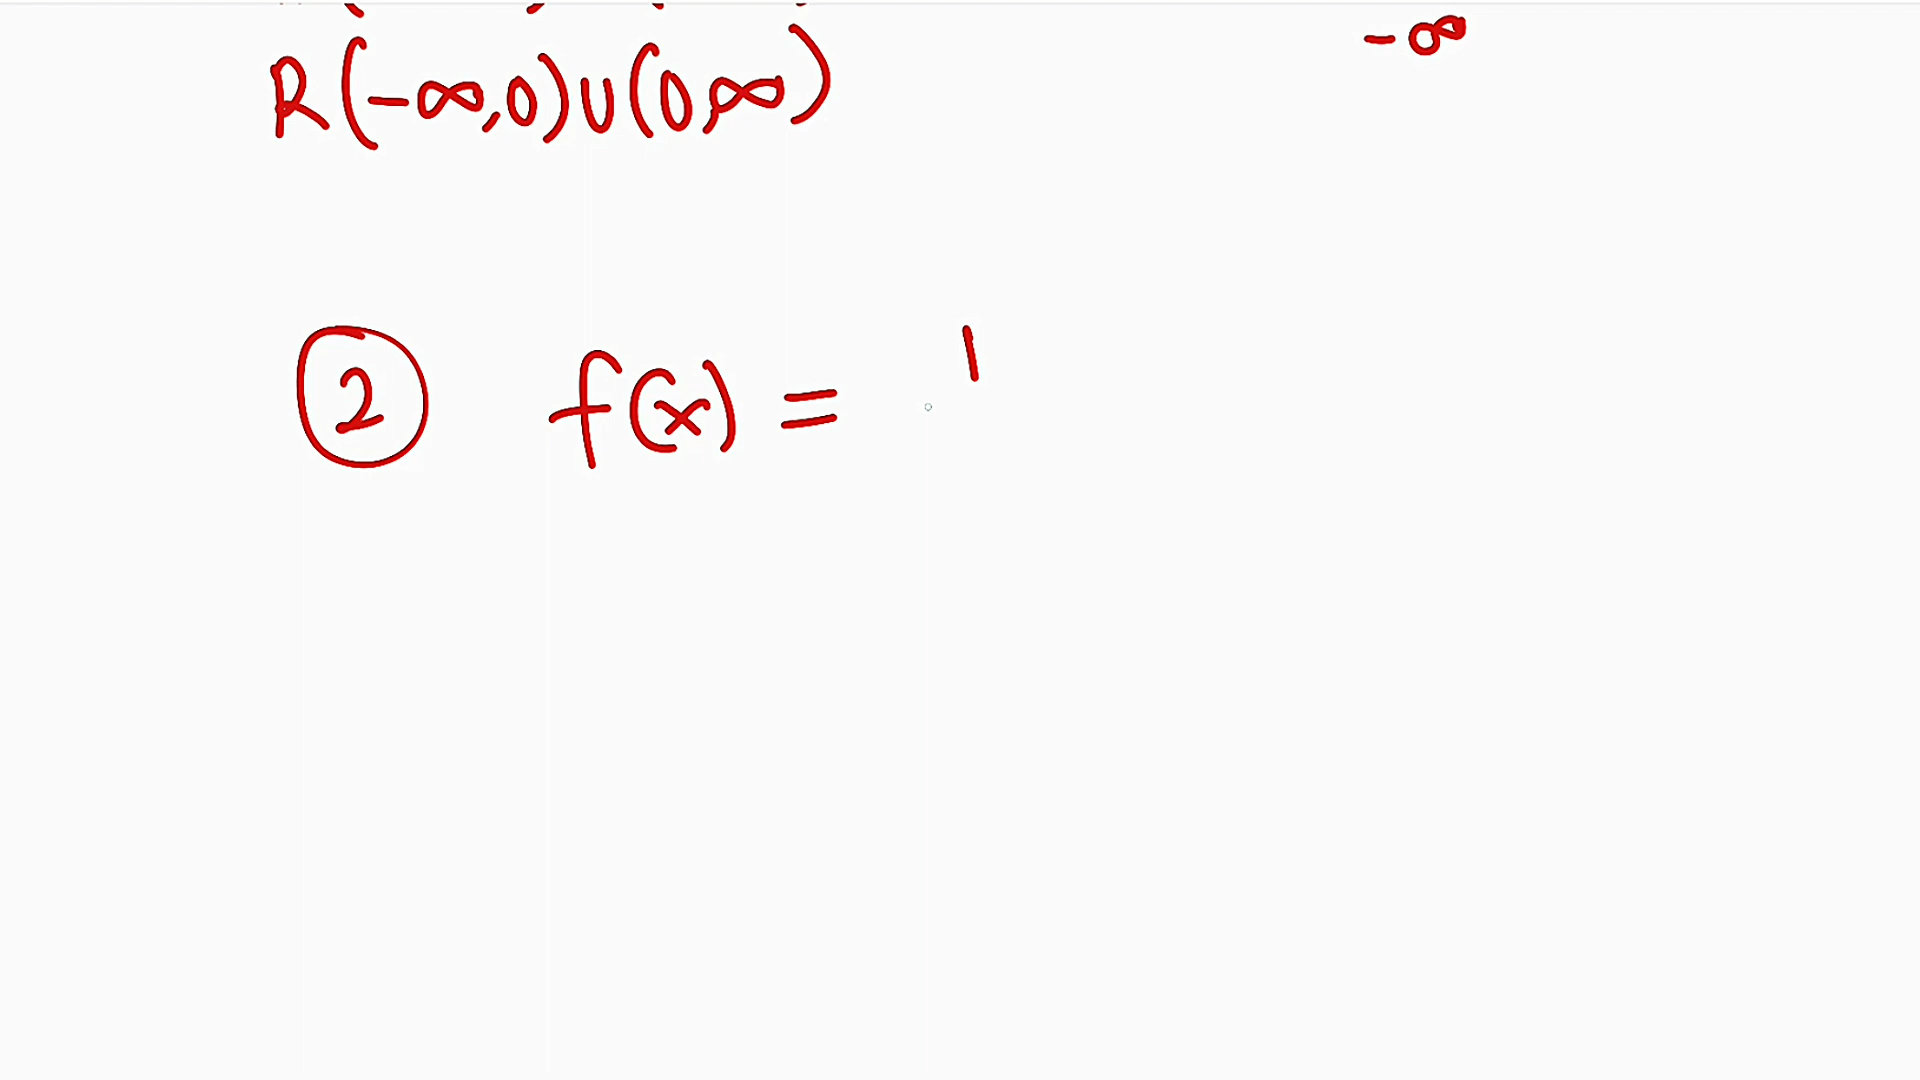 R(-∞,0)∪(0,∞)
-∞
② f(x) = 1